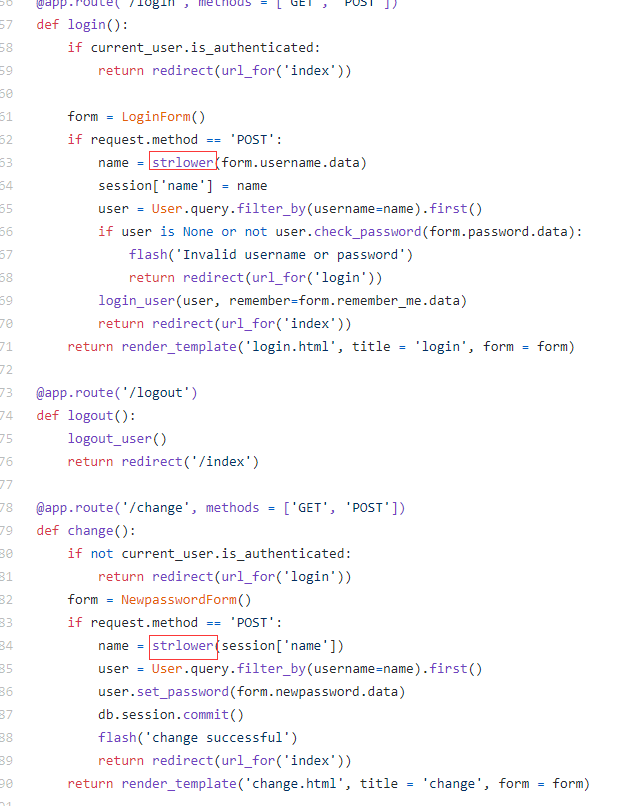 56 @app.route('/login', methods = ['GET', 'POST'])
57 def login():
58     if current_user.is_authenticated:
59         return redirect(url_for('index'))
60
61     form = LoginForm()
62     if request.method == 'POST':
63         name = strlower(form.username.data)
64         session['name'] = name
65         user = User.query.filter_by(username=name).first()
66         if user is None or not user.check_password(form.password.data):
67             flash('Invalid username or password')
68             return redirect(url_for('login'))
69         login_user(user, remember=form.remember_me.data)
70         return redirect(url_for('index'))
71     return render_template('login.html', title = 'login', form = form)
72
73 @app.route('/logout')
74 def logout():
75     logout_user()
76     return redirect('/index')
77
78 @app.route('/change', methods = ['GET', 'POST'])
79 def change():
80     if not current_user.is_authenticated:
81         return redirect(url_for('login'))
82     form = NewpasswordForm()
83     if request.method == 'POST':
84         name = strlower(session['name'])
85         user = User.query.filter_by(username=name).first()
86         user.set_password(form.newpassword.data)
87         db.session.commit()
88         flash('change successful')
89         return redirect(url_for('index'))
90     return render_template('change.html', title = 'change', form = form)